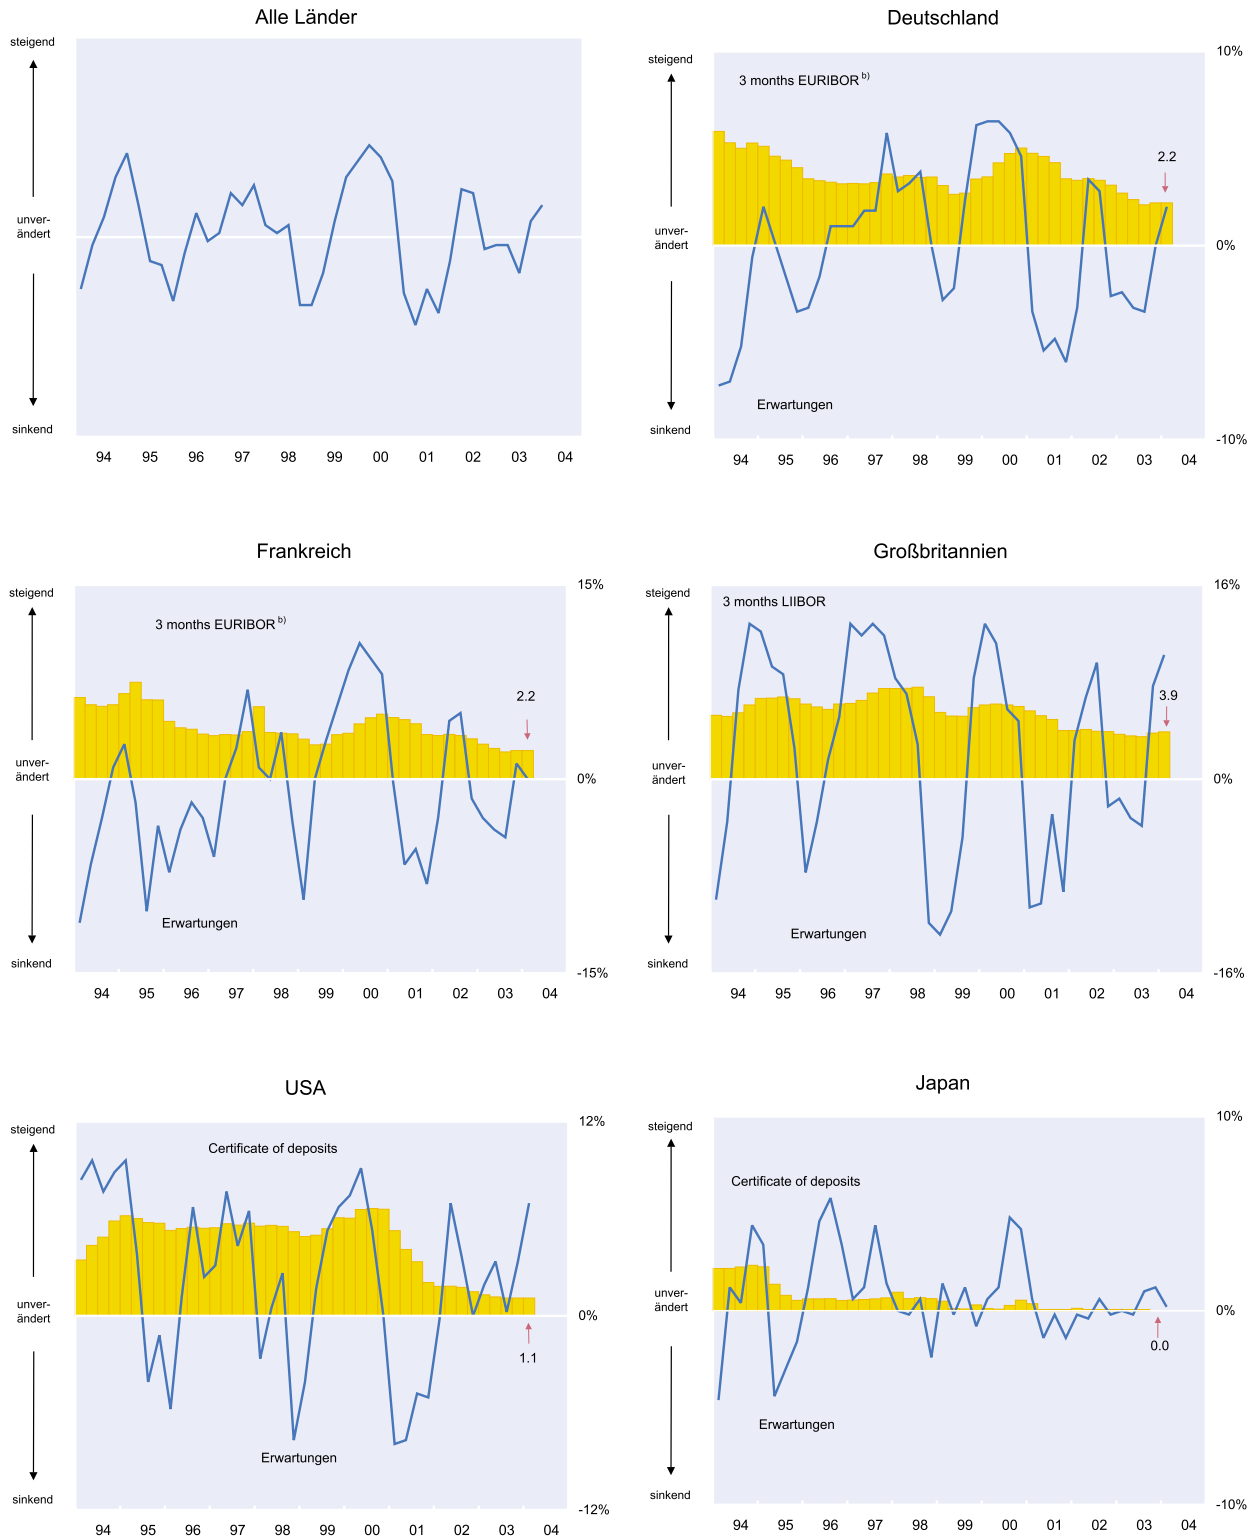 Alle Länder
steigend
unver-
ändert
sinkend
94 95 96 97 98 99 00 01 02 03 04
Deutschland
steigend
10%
3 months EURIBOR b)
2.2
unver-
ändert
0%
Erwartungen
sinkend
-10%
94 95 96 97 98 99 00 01 02 03 04
Frankreich
steigend
15%
3 months EURIBOR b)
2.2
unver-
ändert
0%
Erwartungen
sinkend
-15%
94 95 96 97 98 99 00 01 02 03 04
Großbritannien
steigend
16%
3 months LIIBOR
3.9
unver-
ändert
0%
Erwartungen
sinkend
-16%
94 95 96 97 98 99 00 01 02 03 04
USA
steigend
12%
Certificate of deposits
unver-
ändert
0%
1.1
Erwartungen
sinkend
-12%
94 95 96 97 98 99 00 01 02 03 04
Japan
steigend
10%
Certificate of deposits
unver-
ändert
0%
0.0
Erwartungen
sinkend
-10%
94 95 96 97 98 99 00 01 02 03 04